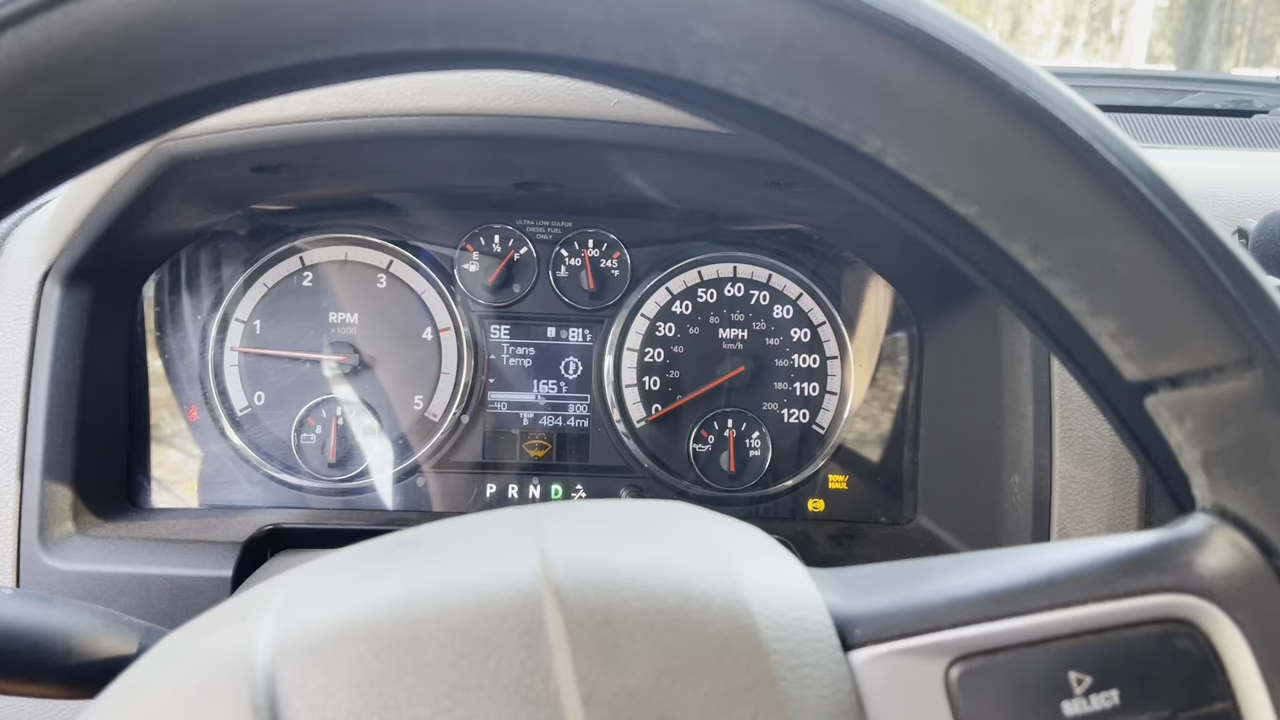 ULTRA LOW SULFUR
DIESEL FUEL
ONLY
E ½ F
140 200 245
°F
0 1 2 3 4 5
RPM
x1000
8 4
SE 81°F
Trans
Temp
165°F
40 300
TRIP
B 484.4mi
0 10 20 30 40 50 60 70 80 90 100 110 120
MPH
km/h
20 40 60 80 100 120 140 160 180 200
0 40 110
psi
P R N D
TOW/
HAUL
SELECT